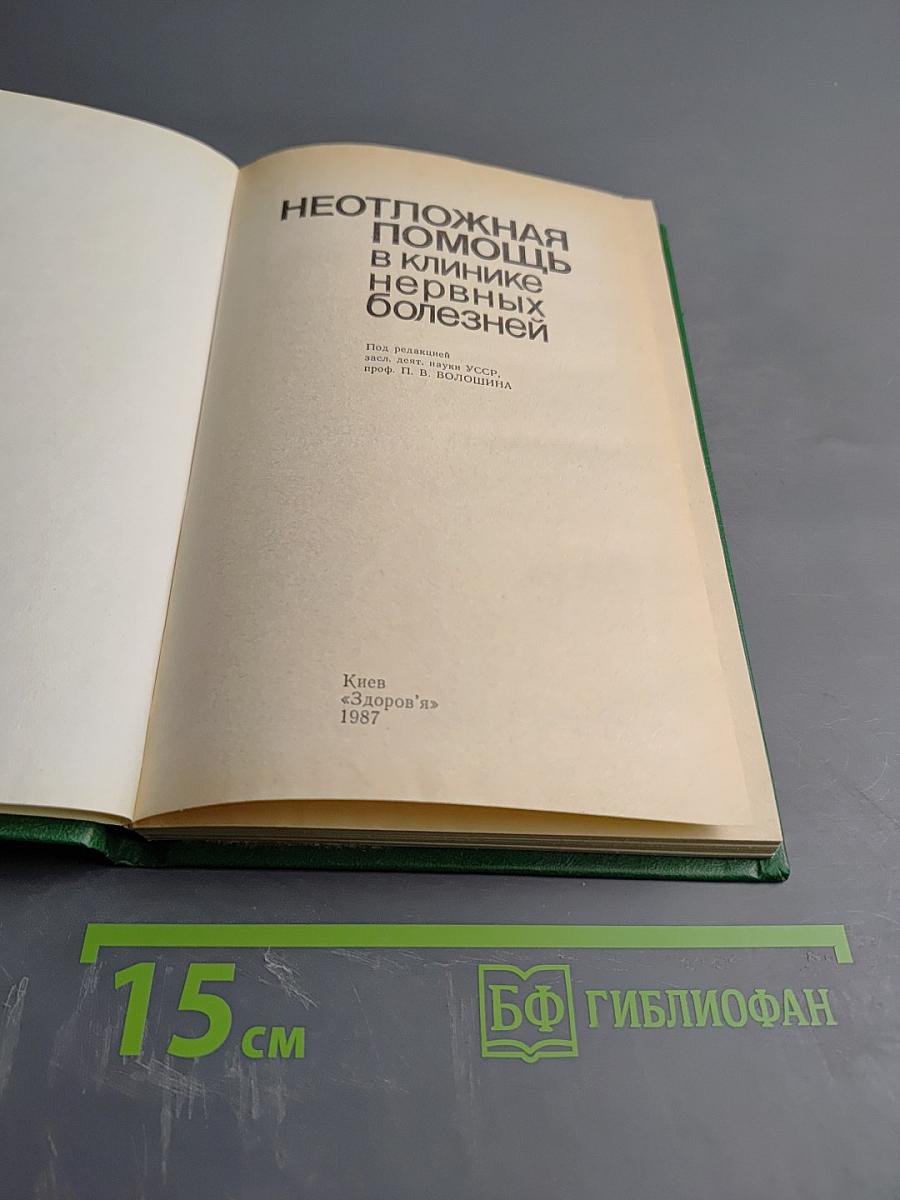 НЕОТЛОЖНАЯ
ПОМОЩЬ
в клинике
нервных
болезней
Под редакцией
засл. деят. науки УССР,
проф. П. В. ВОЛОШИНА
Киев
«Здоров'я»
1987
15 см
БФ ГИБЛИОФАН